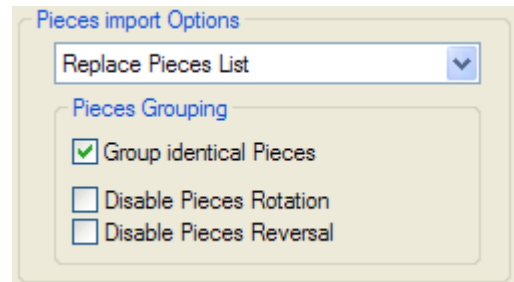 Pieces import Options
Replace Pieces List
Pieces Grouping
Group identical Pieces
Disable Pieces Rotation
Disable Pieces Reversal